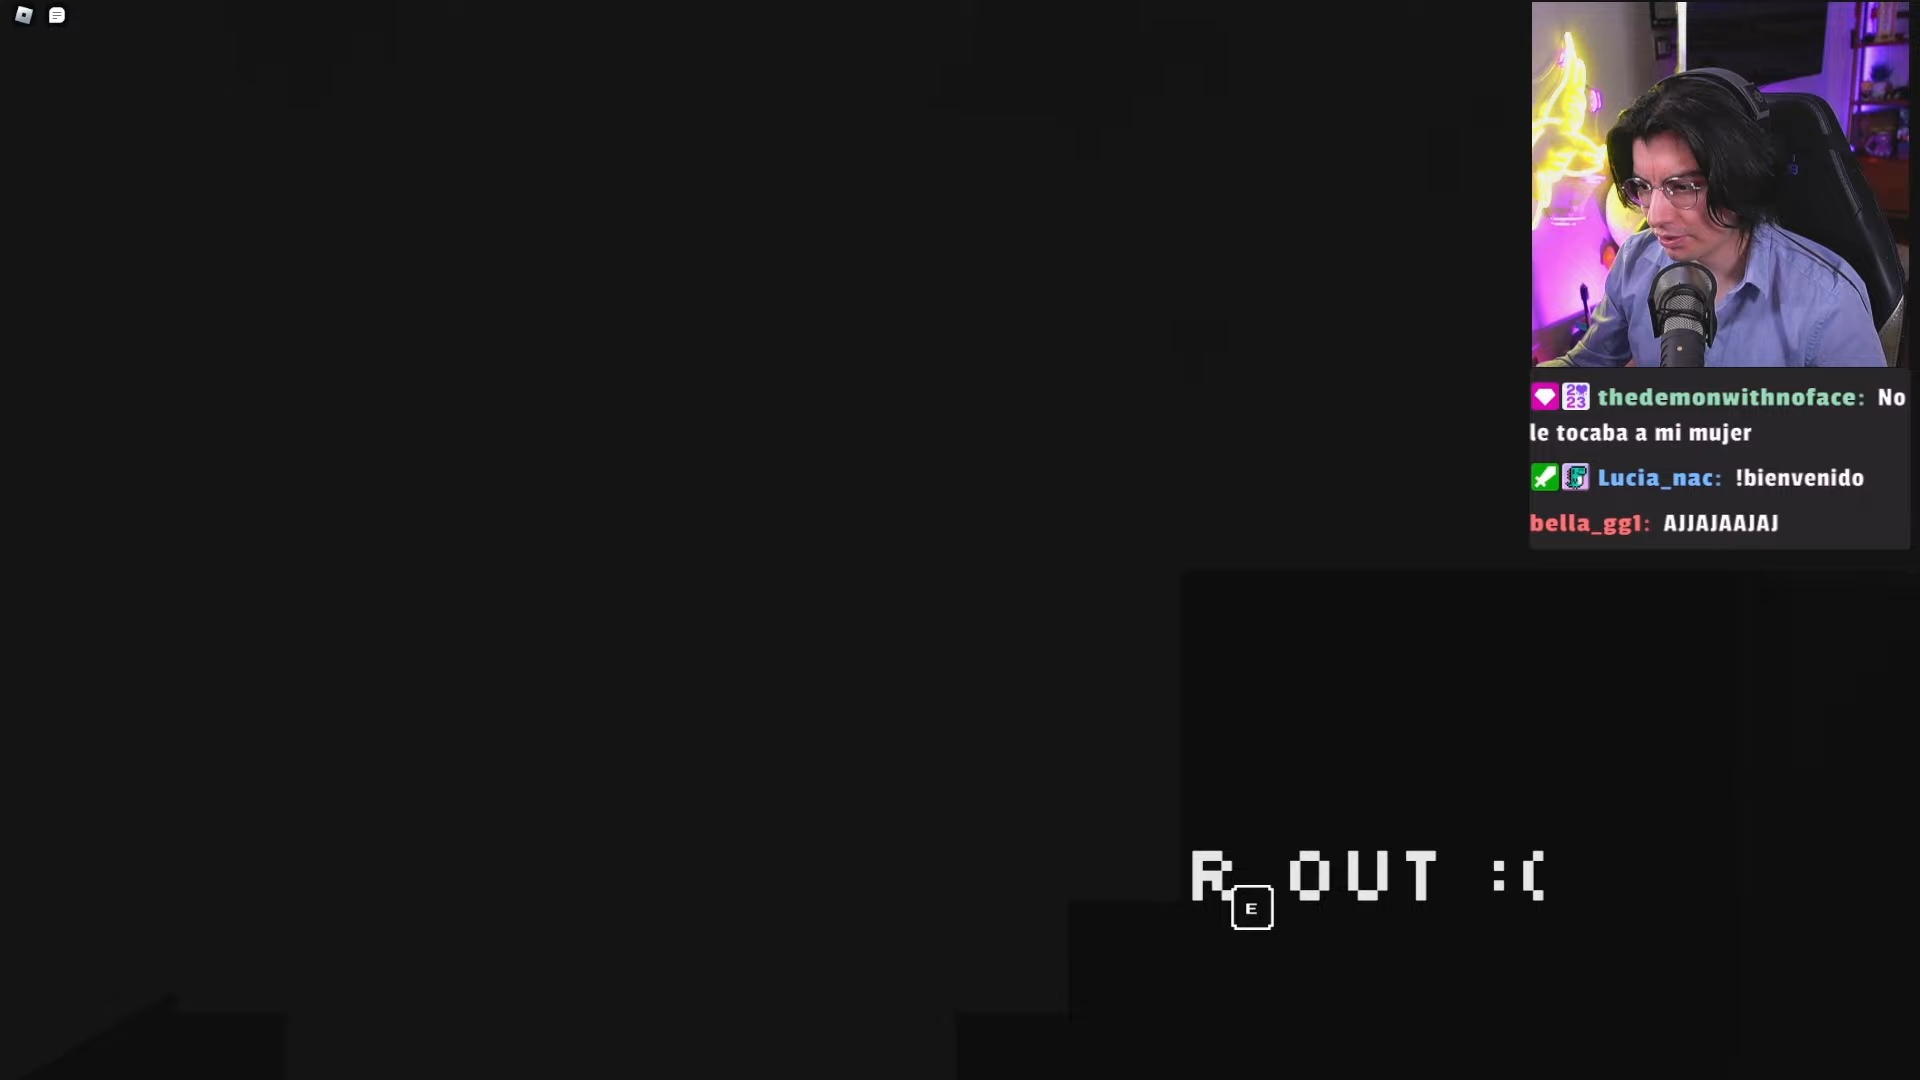 thedemonwithnoface: No
le tocaba a mi mujer
Lucia_nac: !bienvenido
bella_gg1: AJJAJAAJAJ
R OUT :(
E